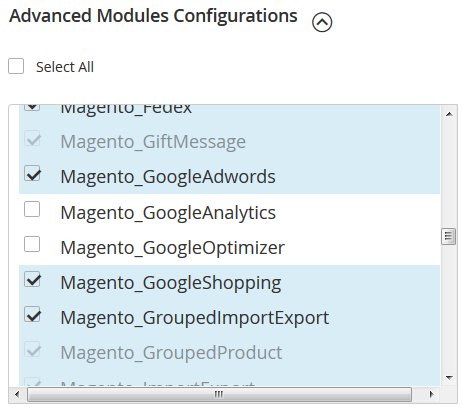 Advanced Modules Configurations
Select All
Magento_Fedex
Magento_GiftMessage
Magento_GoogleAdwords
Magento_GoogleAnalytics
Magento_GoogleOptimizer
Magento_GoogleShopping
Magento_GroupedImportExport
Magento_GroupedProduct
Magento_ImportExport